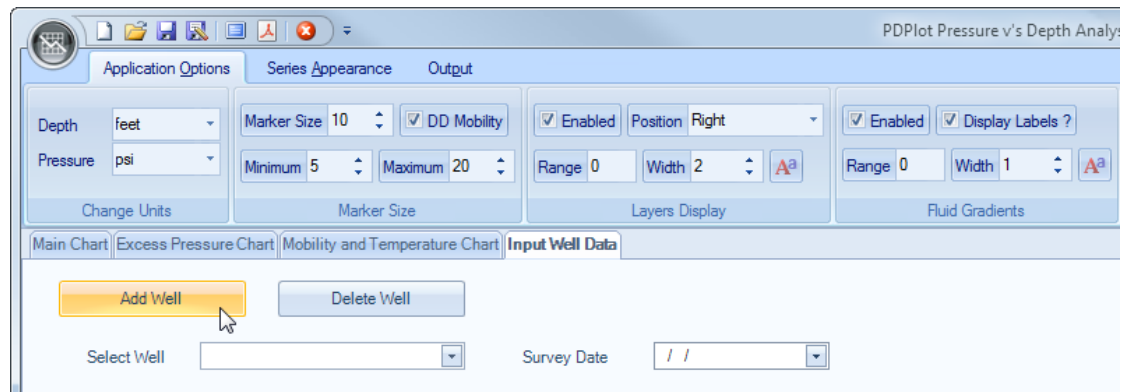 PDPlot Pressure v's Depth Analys
Application Options Series Appearance Output
Depth feet Marker Size 10 DD Mobility Enabled Position Right Enabled Display Labels ?
Pressure psi Minimum 5 Maximum 20 Range 0 Width 2 Aa Range 0 Width 1 Aa
Change Units Marker Size Layers Display Fluid Gradients
Main Chart Excess Pressure Chart Mobility and Temperature Chart Input Well Data
Add Well Delete Well
Select Well Survey Date / /